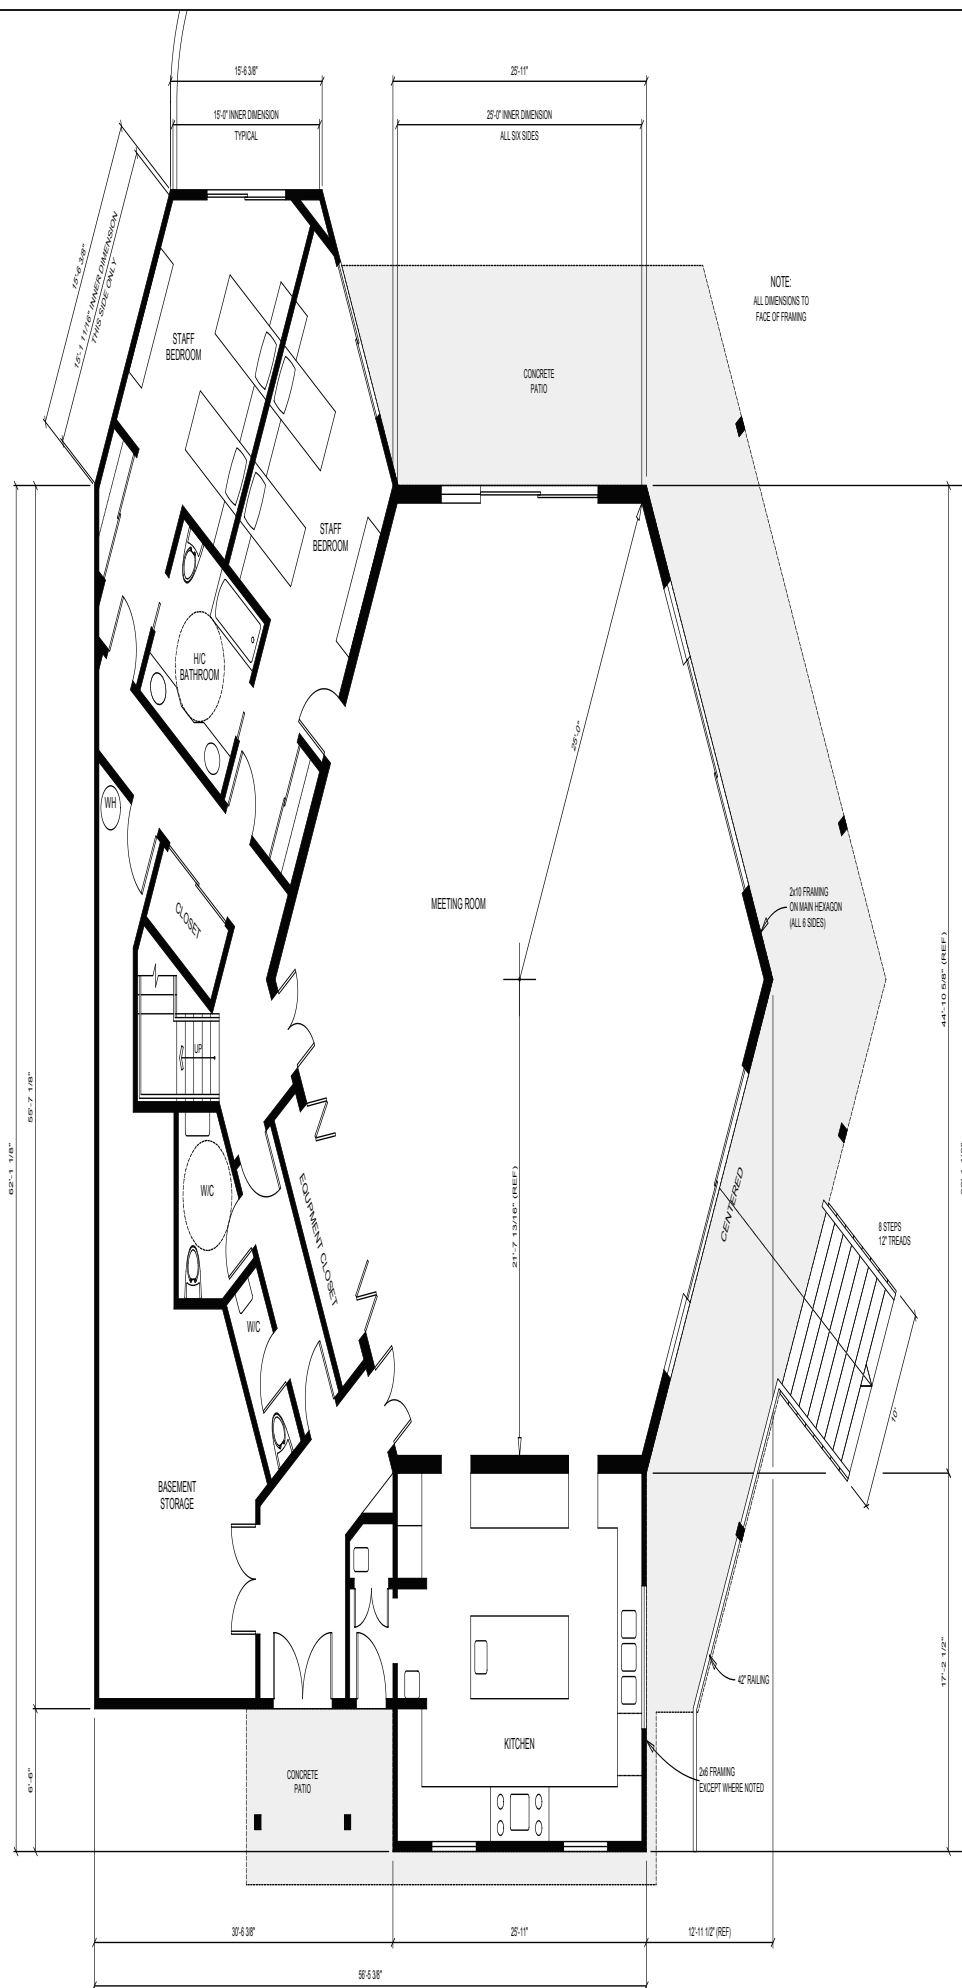 15'-6 3/8"
25'-11"
15'-0" INNER DIMENSION
TYPICAL
25'-0" INNER DIMENSION
ALL SIX SIDES
15'-6 3/8"
15'-1 11/16" INNER DIMENSION
THIS SIDE ONLY
NOTE:
ALL DIMENSIONS TO
FACE OF FRAMING
STAFF
BEDROOM
CONCRETE
PATIO
STAFF
BEDROOM
H/C
BATHROOM
25'-0"
WH
CLOSET
MEETING ROOM
2x10 FRAMING
ON MAIN HEXAGON
(ALL 6 SIDES)
44'-10 5/8" (REF)
UP
55'-7 1/8"
62'-1 1/8"
W/C
EQUPMENT CLOSET
21'-7 13/16" (REF)
CENTERED
8 STEPS
12" TREADS
W/C
10'
BASEMENT
STORAGE
17'-2 1/2"
42" RAILING
KITCHEN
2x6 FRAMING
EXCEPT WHERE NOTED
CONCRETE
PATIO
6'-6"
30'-6 3/8"
25'-11"
12'-11 1/2" (REF)
56'-5 3/8"